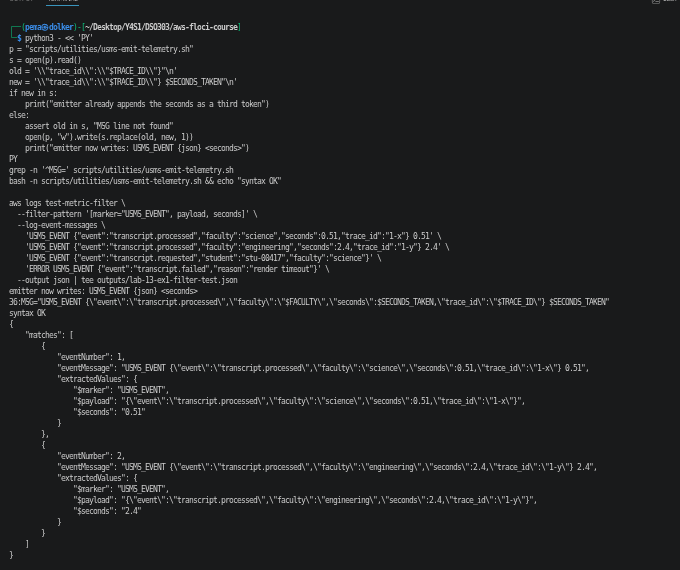 ┌──(pema㉿dolker)-[~/Desktop/Y4S1/DSO303/aws-floci-course]
└─$ python3 - << 'PY'
p = "scripts/utilities/usms-emit-telemetry.sh"
s = open(p).read()
old = '\\"trace_id\\":\\"$TRACE_ID\\"}"\n'
new = '\\"trace_id\\":\\"$TRACE_ID\\"} $SECONDS_TAKEN"\n'
if new in s:
    print("emitter already appends the seconds as a third token")
else:
    assert old in s, "MSG line not found"
    open(p, "w").write(s.replace(old, new, 1))
    print("emitter now writes: USMS_EVENT {json} <seconds>")
PY
grep -n '^MSG=' scripts/utilities/usms-emit-telemetry.sh
bash -n scripts/utilities/usms-emit-telemetry.sh && echo "syntax OK"

aws logs test-metric-filter \
  --filter-pattern '[marker="USMS_EVENT", payload, seconds]' \
  --log-event-messages \
    'USMS_EVENT {"event":"transcript.processed","faculty":"science","seconds":0.51,"trace_id":"1-x"} 0.51' \
    'USMS_EVENT {"event":"transcript.processed","faculty":"engineering","seconds":2.4,"trace_id":"1-y"} 2.4' \
    'USMS_EVENT {"event":"transcript.requested","student":"stu-00417","faculty":"science"}' \
    'ERROR USMS_EVENT {"event":"transcript.failed","reason":"render timeout"}' \
  --output json | tee outputs/lab-13-ex1-filter-test.json
emitter now writes: USMS_EVENT {json} <seconds>
36:MSG="USMS_EVENT {\"event\":\"transcript.processed\",\"faculty\":\"$FACULTY\",\"seconds\":$SECONDS_TAKEN,\"trace_id\":\"$TRACE_ID\"} $SECONDS_TAKEN"
syntax OK
{
    "matches": [
        {
            "eventNumber": 1,
            "eventMessage": "USMS_EVENT {\"event\":\"transcript.processed\",\"faculty\":\"science\",\"seconds\":0.51,\"trace_id\":\"1-x\"} 0.51",
            "extractedValues": {
                "$marker": "USMS_EVENT",
                "$payload": "{\"event\":\"transcript.processed\",\"faculty\":\"science\",\"seconds\":0.51,\"trace_id\":\"1-x\"}",
                "$seconds": "0.51"
            }
        },
        {
            "eventNumber": 2,
            "eventMessage": "USMS_EVENT {\"event\":\"transcript.processed\",\"faculty\":\"engineering\",\"seconds\":2.4,\"trace_id\":\"1-y\"} 2.4",
            "extractedValues": {
                "$marker": "USMS_EVENT",
                "$payload": "{\"event\":\"transcript.processed\",\"faculty\":\"engineering\",\"seconds\":2.4,\"trace_id\":\"1-y\"}",
                "$seconds": "2.4"
            }
        }
    ]
}